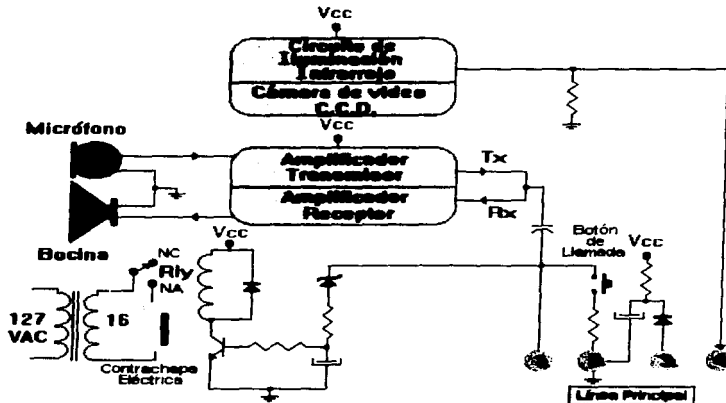 Vcc
Circuito de
Iluminación
Infrarrojo
Cámara de video
C.C.D.
Vcc
Micrófono
Amplificador
Transmisor
Amplificador
Receptor
Tx
Rx
Bocina
Vcc
Botón
de
Llamada
Vcc
NC
Rly
NA
127
VAC
16
Contrachapa
Eléctrica
Línea Principal